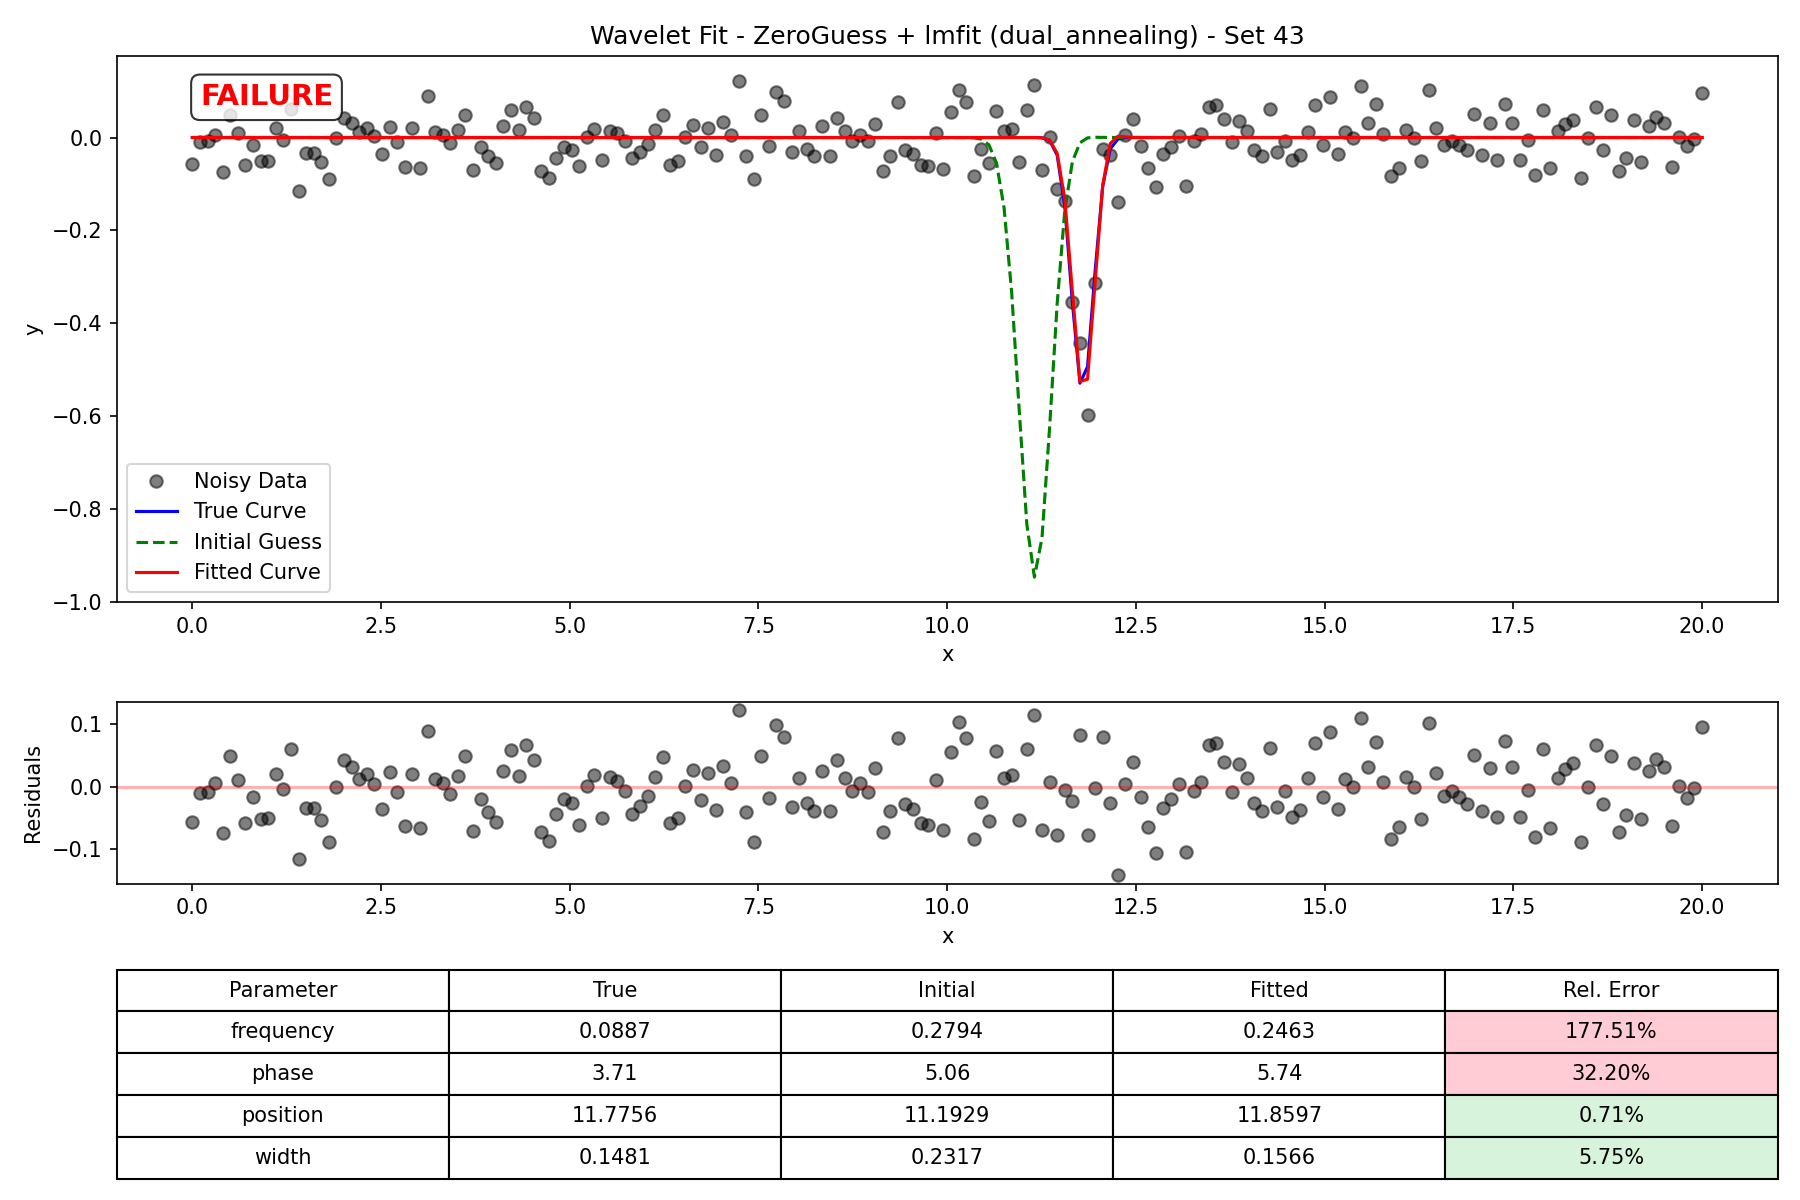 Wavelet Fit - ZeroGuess + lmfit (dual_annealing) - Set 43
FAILURE
0.0
−0.2
−0.4
−0.6
−0.8
−1.0
y
Noisy Data
True Curve
Initial Guess
Fitted Curve
0.0 2.5 5.0 7.5 10.0 12.5 15.0 17.5 20.0
x
0.1
0.0
−0.1
Residuals
0.0 2.5 5.0 7.5 10.0 12.5 15.0 17.5 20.0
x
Parameter True Initial Fitted Rel. Error
frequency 0.0887 0.2794 0.2463 177.51%
phase 3.71 5.06 5.74 32.20%
position 11.7756 11.1929 11.8597 0.71%
width 0.1481 0.2317 0.1566 5.75%